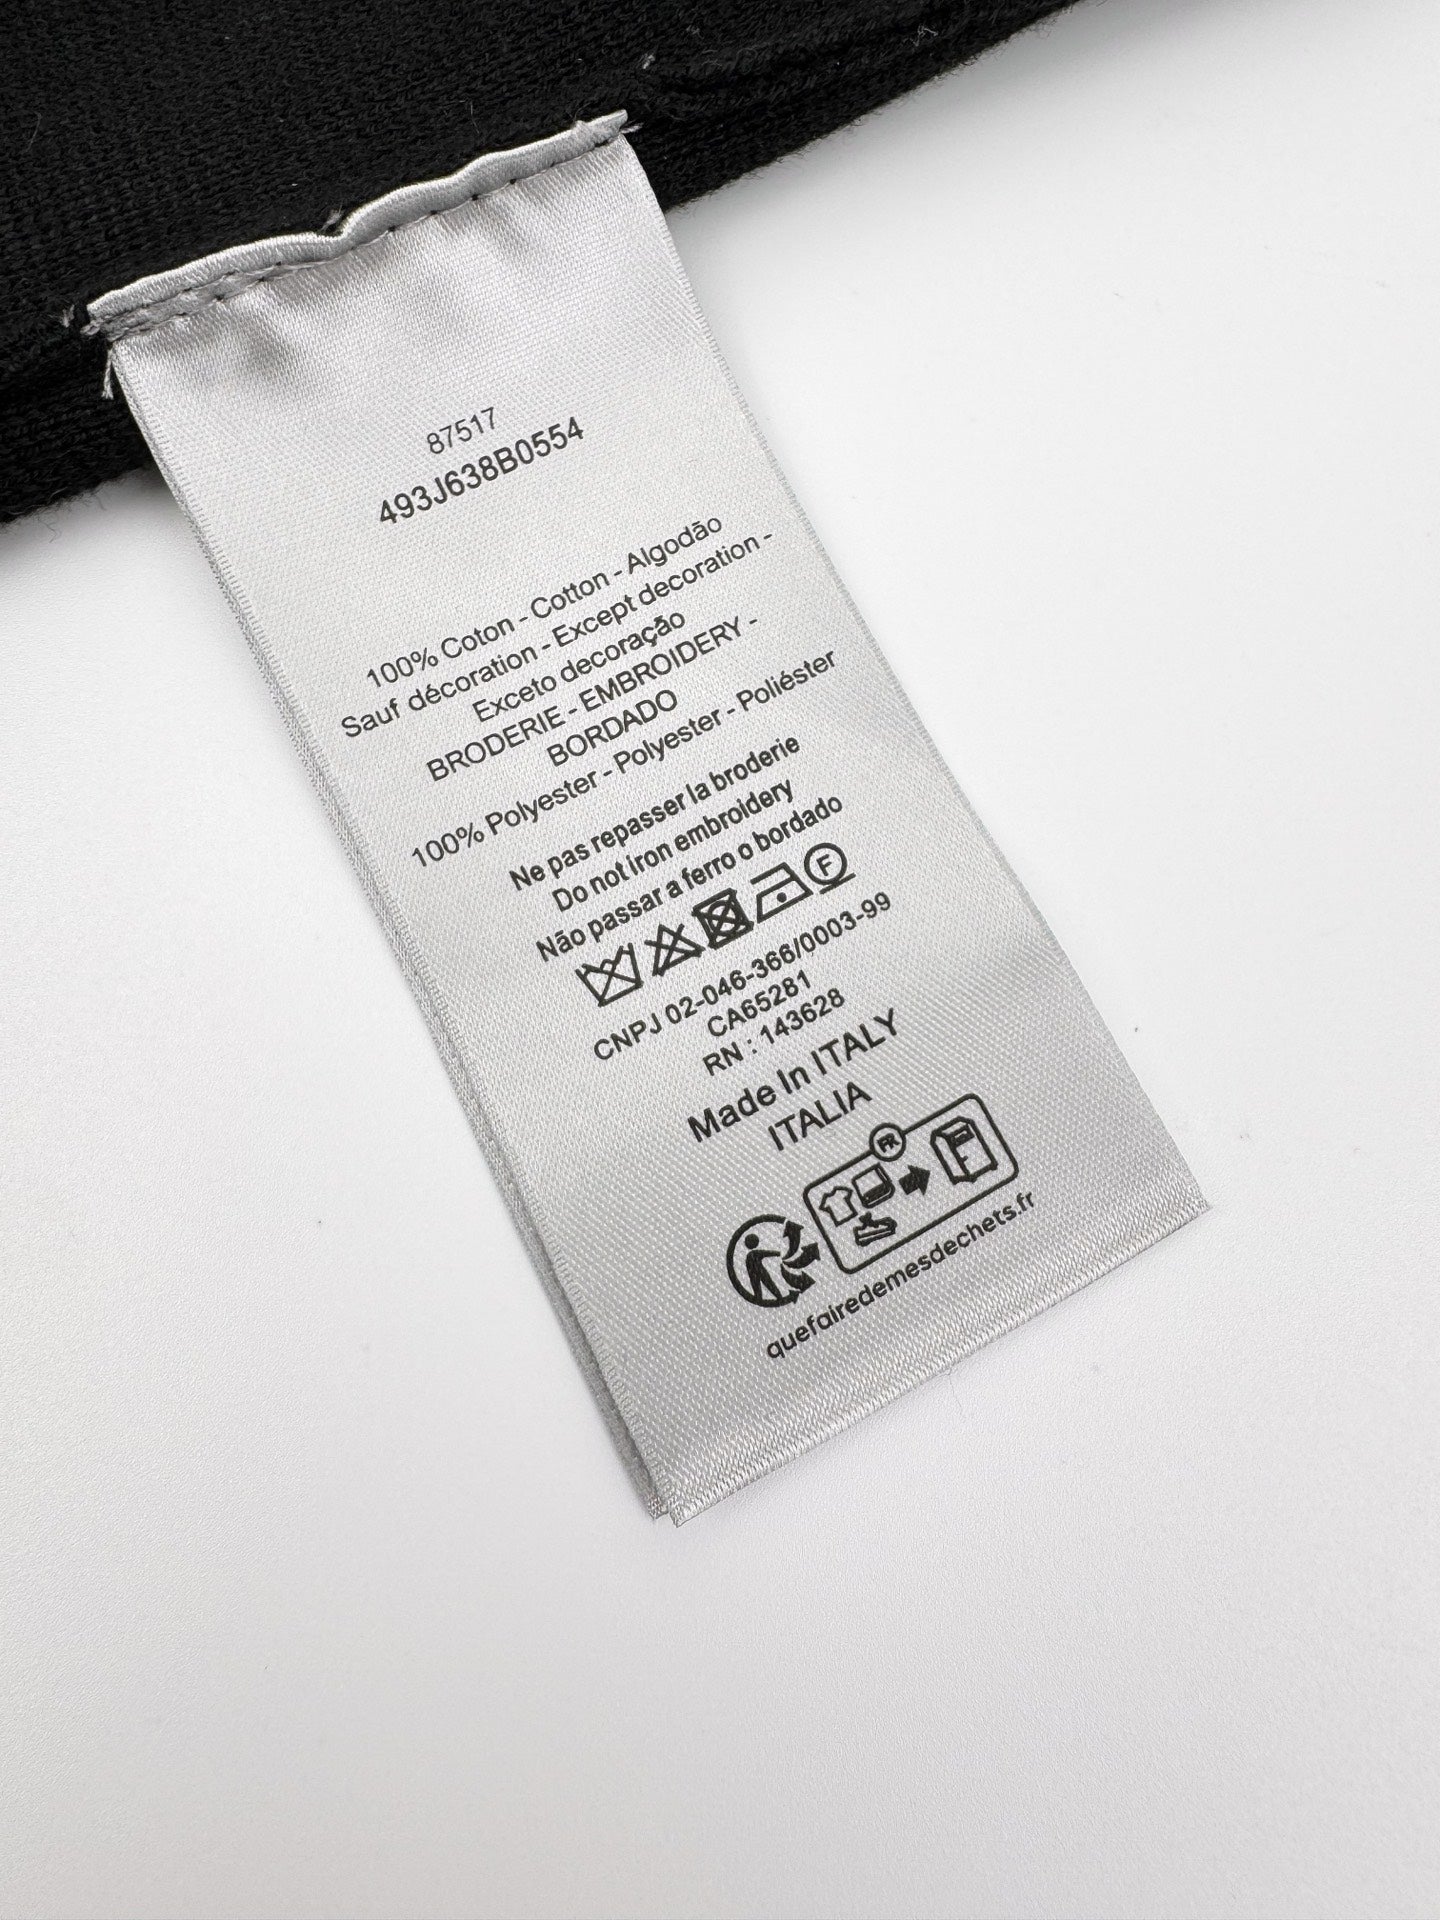 87517
493J638B0554
100% Coton - Cotton - Algodão
Sauf décoration - Except decoration -
Exceto decoração
BRODERIE - EMBROIDERY -
BORDADO
100% Polyester - Polyester - Poliéster
Ne pas repasser la broderie
Do not iron embroidery
Não passar a ferro o bordado
F
CNPJ 02-046-366/0003-99
CA65281
RN : 143628
Made In ITALY
ITALIA
FR
quefairedemesdechets.fr